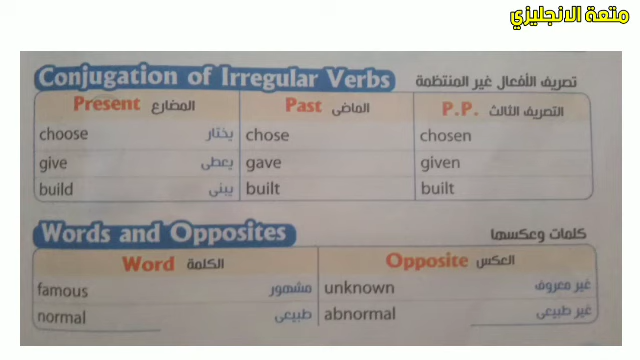 متعة الانجليزي
Conjugation of Irregular Verbs تصريف الأفعال غير المنتظمة
Present المضارع Past الماضى P.P. التصريف الثالث
choose يختار chose chosen
give يعطى gave given
build يبنى built built
Words and Opposites كلمات وعكسها
Word الكلمة Opposite العكس
famous مشهور unknown غير معروف
normal طبيعى abnormal غير طبيعى